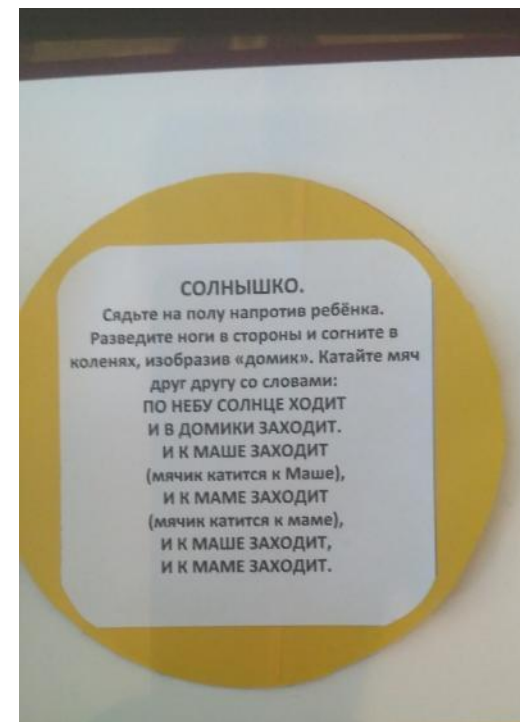 СОЛНЫШКО.
Сядьте на полу напротив ребёнка.
Разведите ноги в стороны и согните в
коленях, изобразив «домик». Катайте мяч
друг другу со словами:
ПО НЕБУ СОЛНЦЕ ХОДИТ
И В ДОМИКИ ЗАХОДИТ.
И К МАШЕ ЗАХОДИТ
(мячик катится к Маше),
И К МАМЕ ЗАХОДИТ
(мячик катится к маме),
И К МАШЕ ЗАХОДИТ,
И К МАМЕ ЗАХОДИТ.